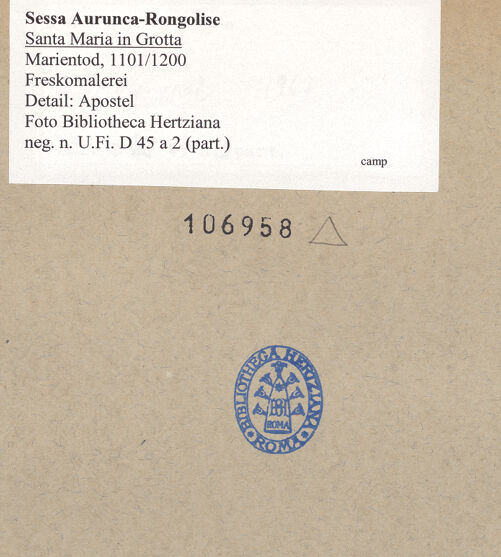 Sessa Aurunca-Rongolise
Santa Maria in Grotta
Marientod, 1101/1200
Freskomalerei
Detail: Apostel
Foto Bibliotheca Hertziana
neg. n. U.Fi. D 45 a 2 (part.)
camp
106958
BIBLIOTHECA HERTZIANA
ROMA
ROMA